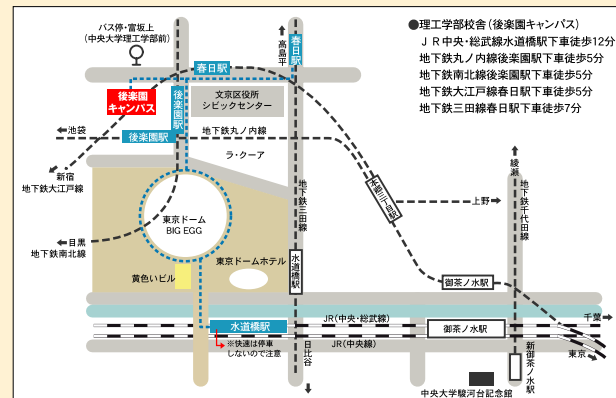 ●理工学部校舎(後楽園キャンパス)
ＪＲ中央・総武線水道橋駅下車徒歩12分
地下鉄丸ノ内線後楽園駅下車徒歩5分
地下鉄南北線後楽園駅下車徒歩5分
地下鉄大江戸線春日駅下車徒歩5分
地下鉄三田線春日駅下車徒歩7分
バス停・富坂上
(中央大学理工学部前)
高島平
春日駅
春日駅
後楽園
キャンパス
後楽園駅
文京区役所
シビックセンター
池袋
後楽園駅
地下鉄丸ノ内線
ラ・クーア
新宿
地下鉄大江戸線
本郷三丁目駅
上野
綾瀬
地下鉄千代田線
地下鉄三田線
東京ドーム
BIG EGG
目黒
地下鉄南北線
東京ドームホテル
水道橋駅
黄色いビル
御茶ノ水駅
千葉
JR(中央・総武線)
水道橋駅
御茶ノ水駅
※快速は停車
しないので注意
JR(中央線)
東京
日比谷
新御茶ノ水駅
中央大学駿河台記念館